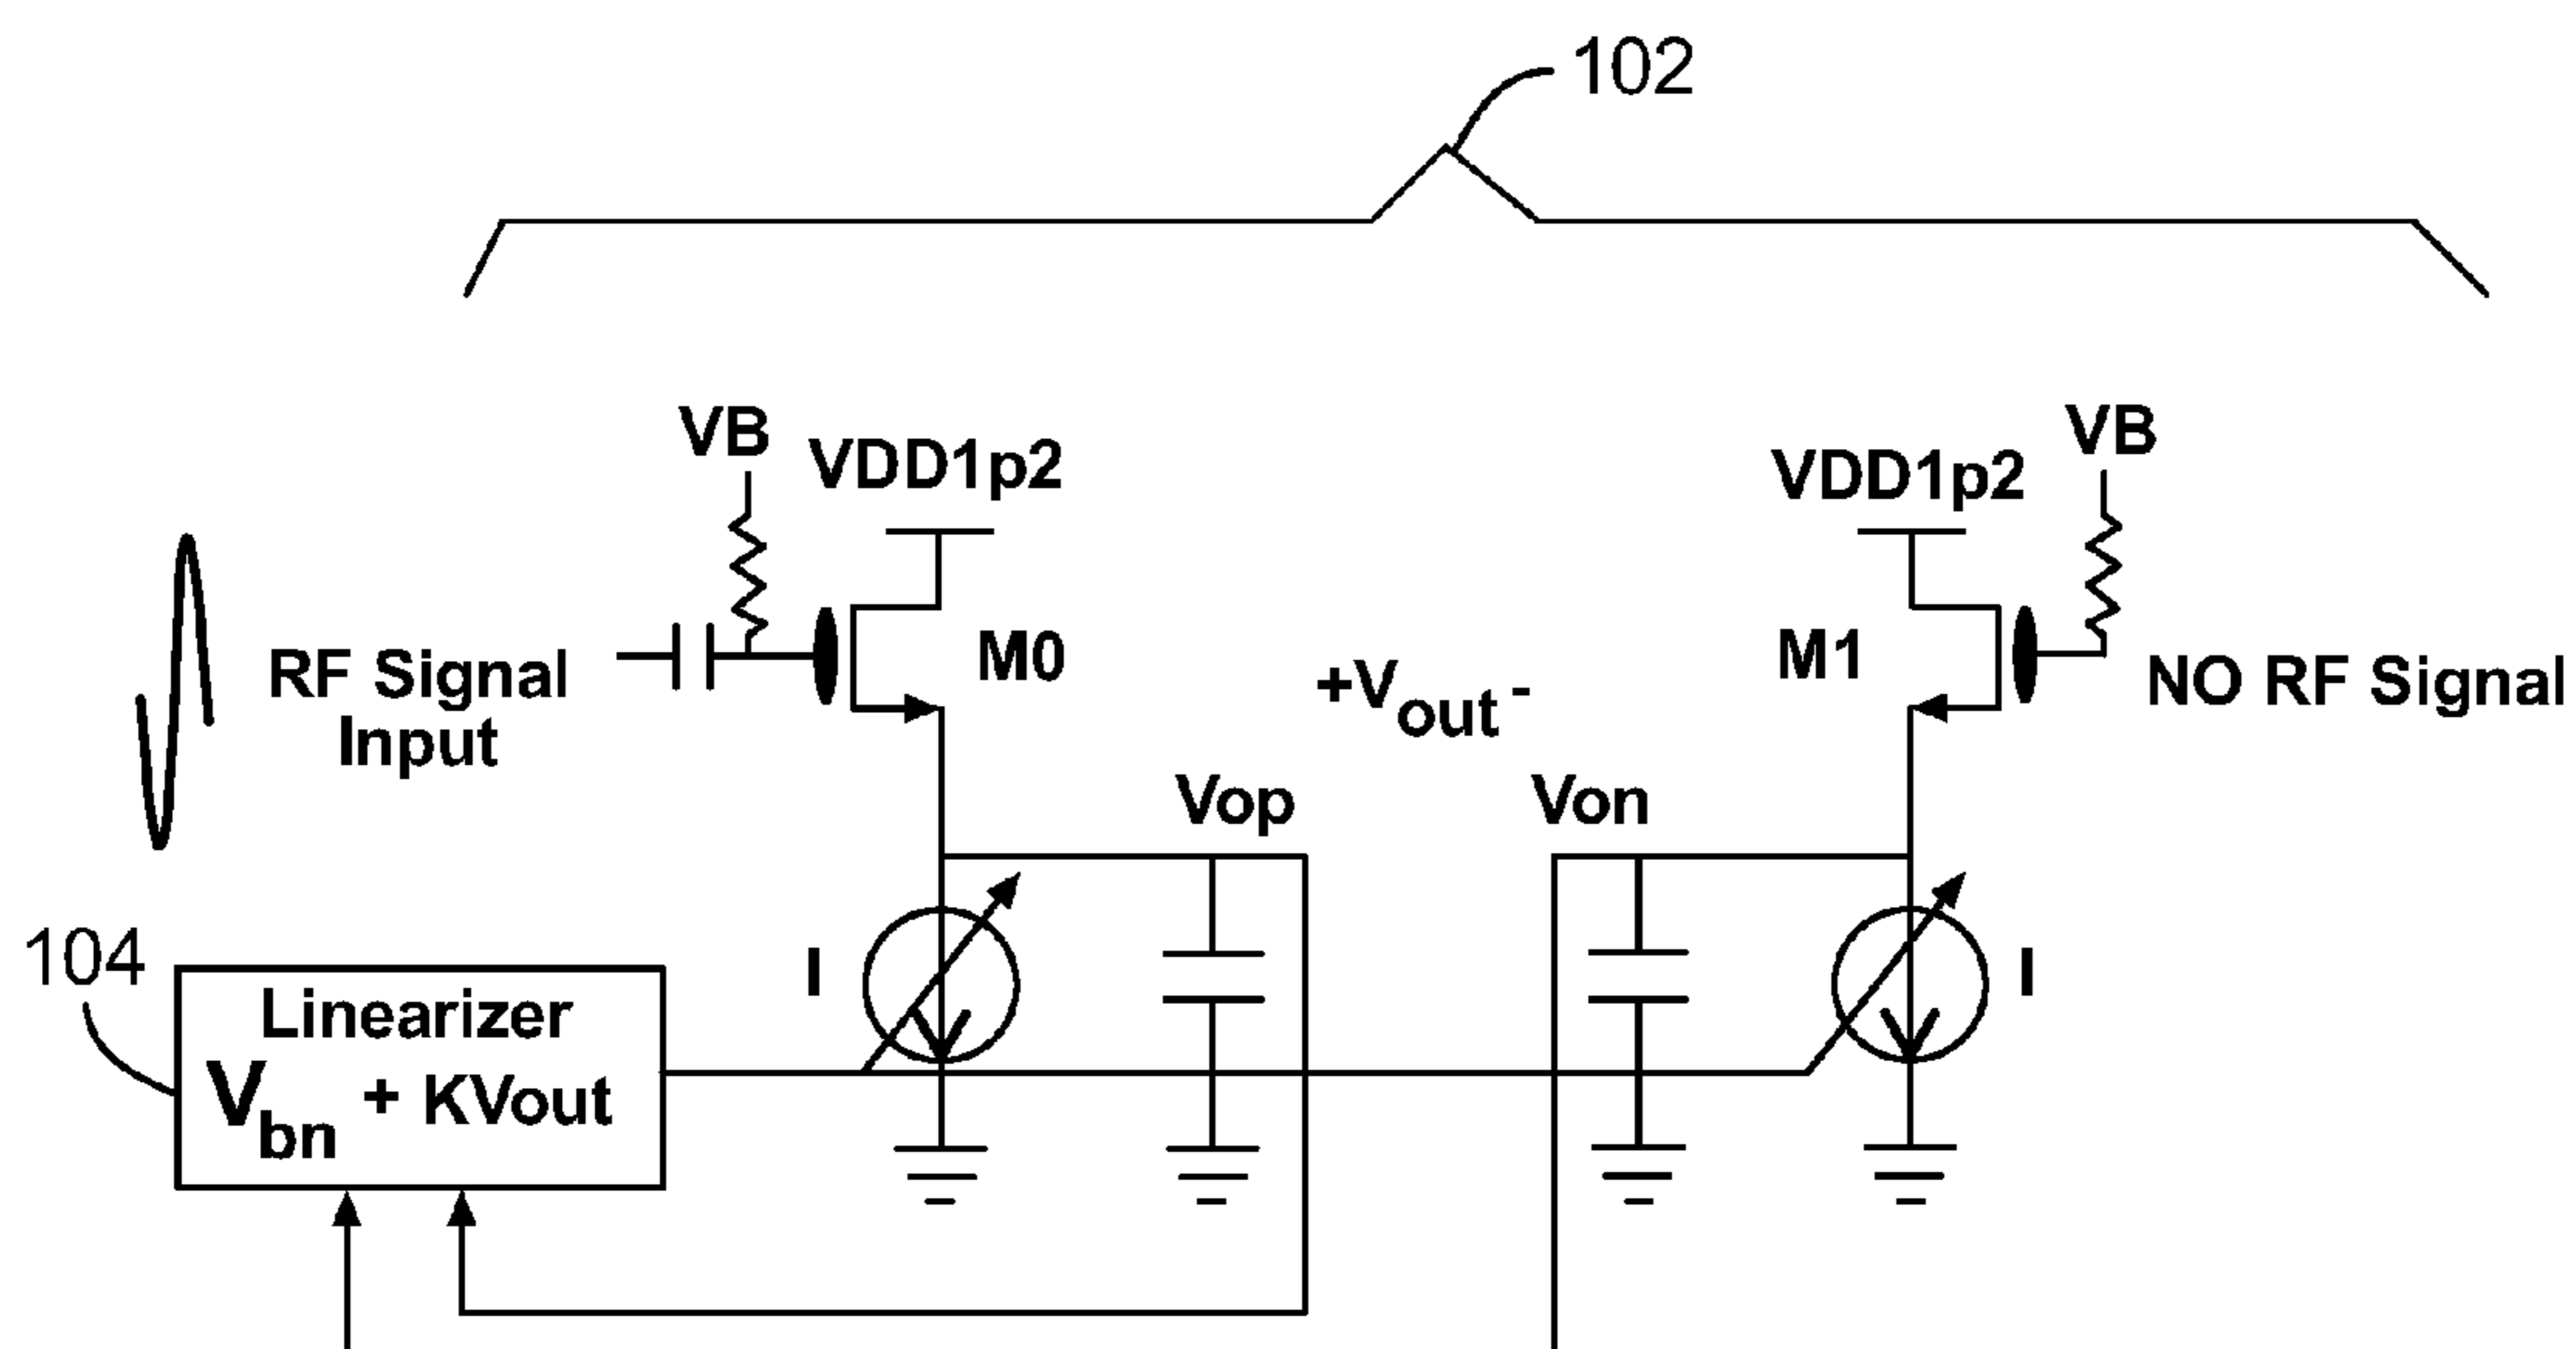 102
VB
VDD1p2
VDD1p2
VB
RF Signal
Input
M0
+Vout-
M1
NO RF Signal
Vop
Von
104
Linearizer
Vbn + KVout
I
I